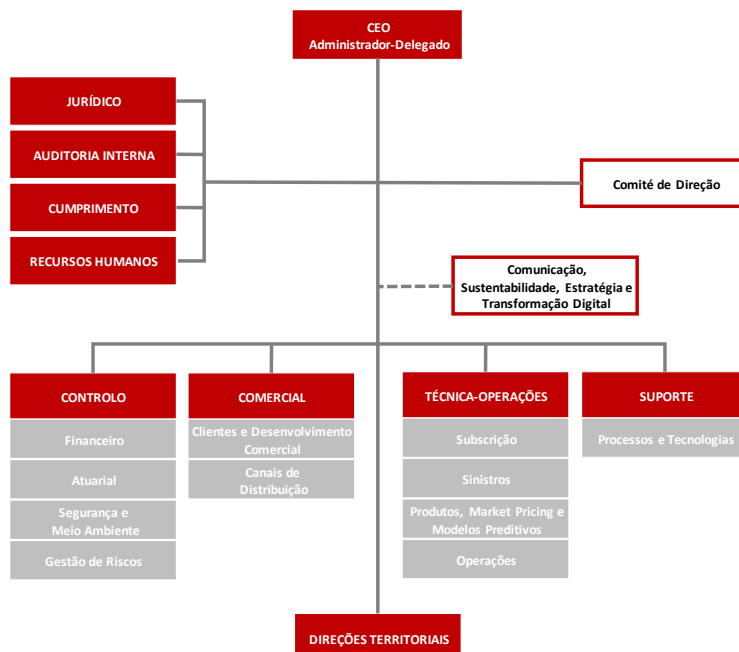 CEO
Administrador-Delegado
JURÍDICO
AUDITORIA INTERNA
CUMPRIMENTO
RECURSOS HUMANOS
Comité de Direção
Comunicação,
Sustentabilidade, Estratégia e
Transformação Digital
CONTROLO
Financeiro
Atuarial
Segurança e
Meio Ambiente
Gestão de Riscos
COMERCIAL
Clientes e Desenvolvimento
Comercial
Canais de
Distribuição
TÉCNICA-OPERAÇÕES
Subscrição
Sinistros
Produtos, Market Pricing e
Modelos Preditivos
Operações
SUPORTE
Processos e Tecnologias
DIREÇÕES TERRITORIAIS